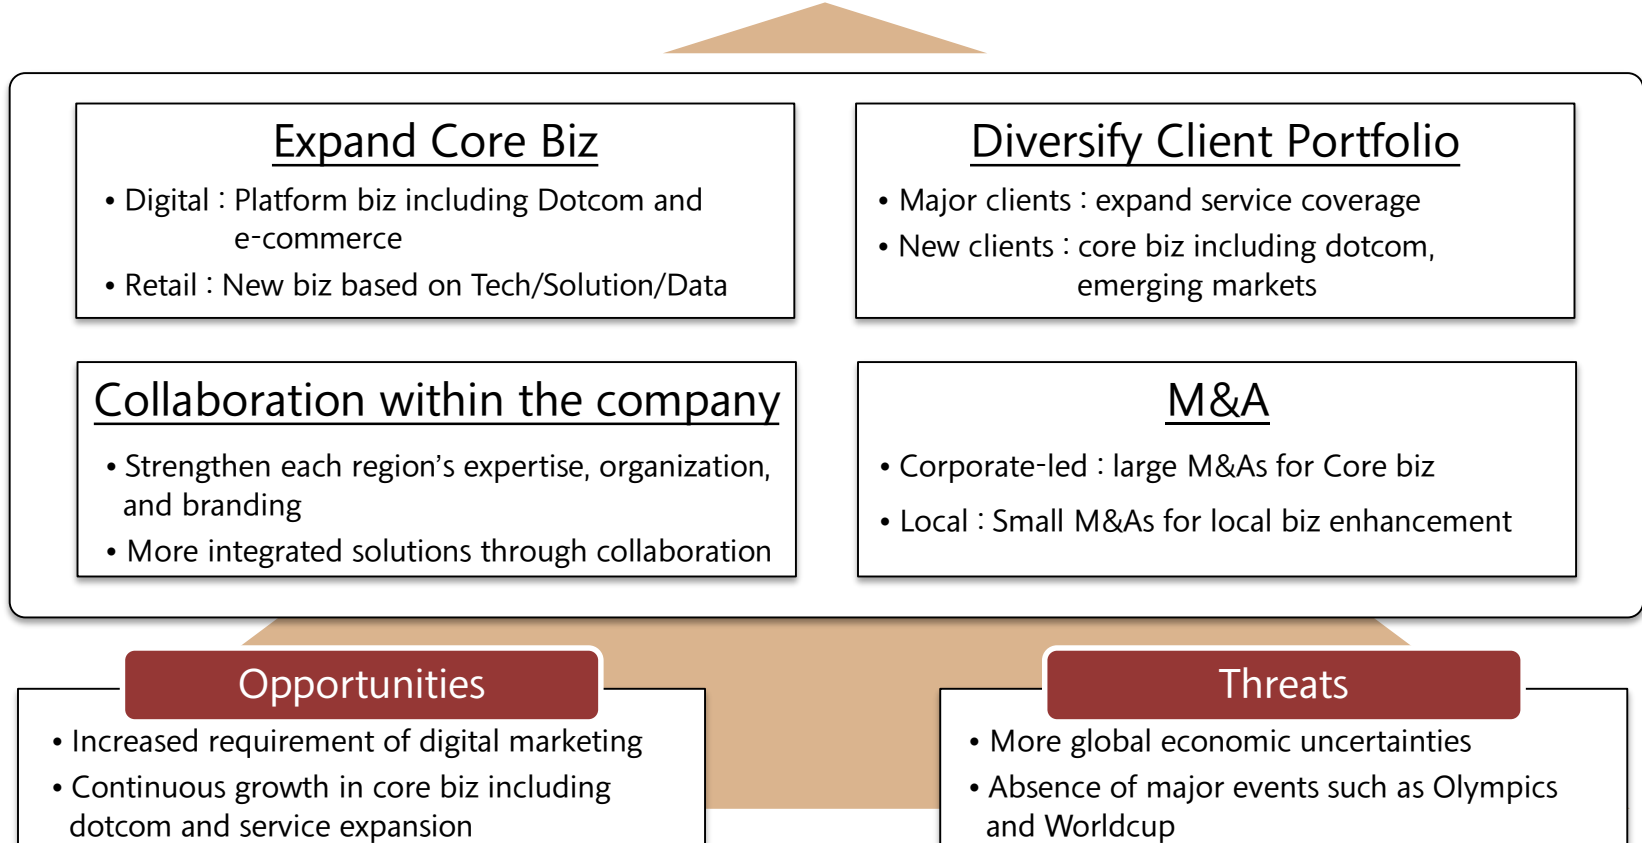 Expand Core Biz
• Digital : Platform biz including Dotcom and
e-commerce
• Retail : New biz based on Tech/Solution/Data
Diversify Client Portfolio
• Major clients : expand service coverage
• New clients : core biz including dotcom,
emerging markets
Collaboration within the company
• Strengthen each region’s expertise, organization,
and branding
• More integrated solutions through collaboration
M&A
• Corporate-led : large M&As for Core biz
• Local : Small M&As for local biz enhancement
Opportunities
• Increased requirement of digital marketing
• Continuous growth in core biz including
dotcom and service expansion
Threats
• More global economic uncertainties
• Absence of major events such as Olympics
and Worldcup